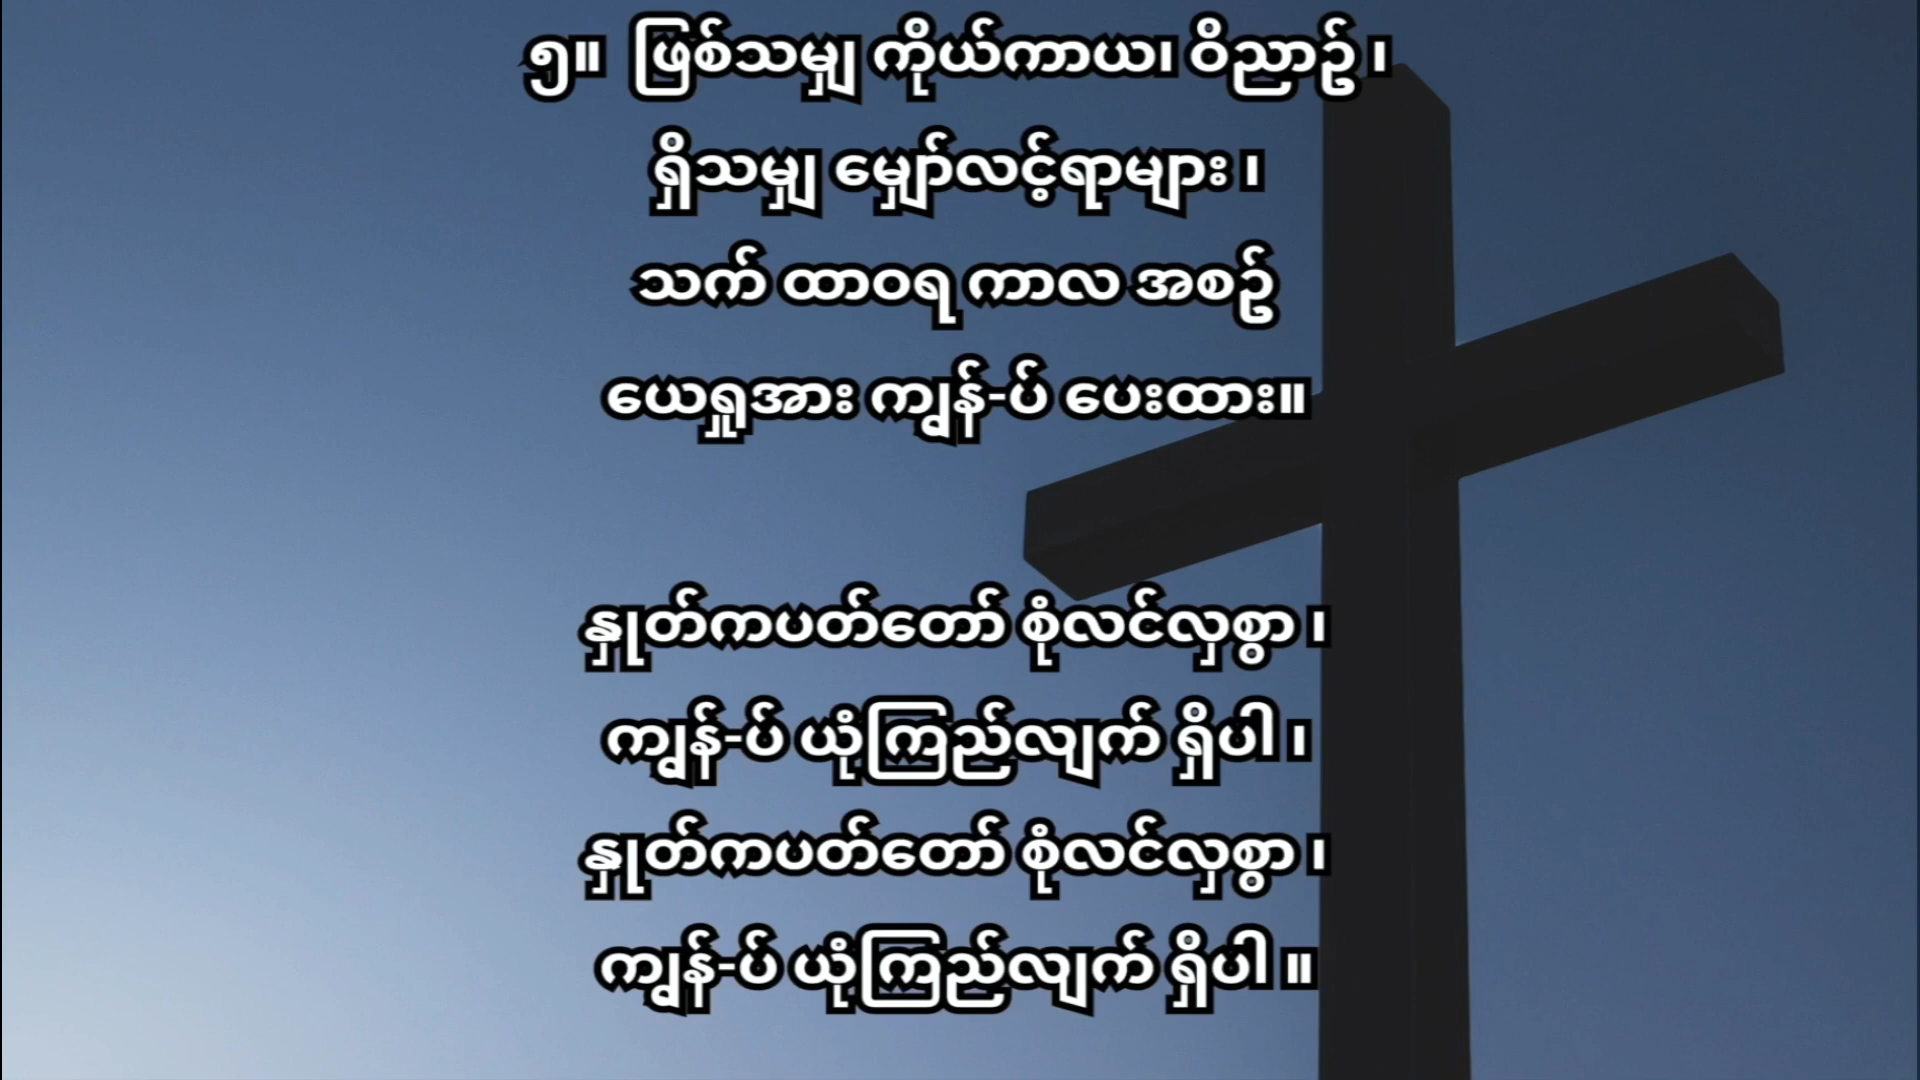 ၅။ ဖြစ်သမျှ ကိုယ်ကာယ၊ ဝိညာဥ် ၊
ရှိသမျှ မျှော်လင့်ရာများ ၊
သက် ထာဝရ ကာလ အစဥ်
ယေရှုအား ကျွန်-ပ် ပေးထား။
နှုတ်ကပတ်တော် စုံလင်လှစွာ ၊
ကျွန်-ပ် ယုံကြည်လျက် ရှိပါ ၊
နှုတ်ကပတ်တော် စုံလင်လှစွာ ၊
ကျွန်-ပ် ယုံကြည်လျက် ရှိပါ ။